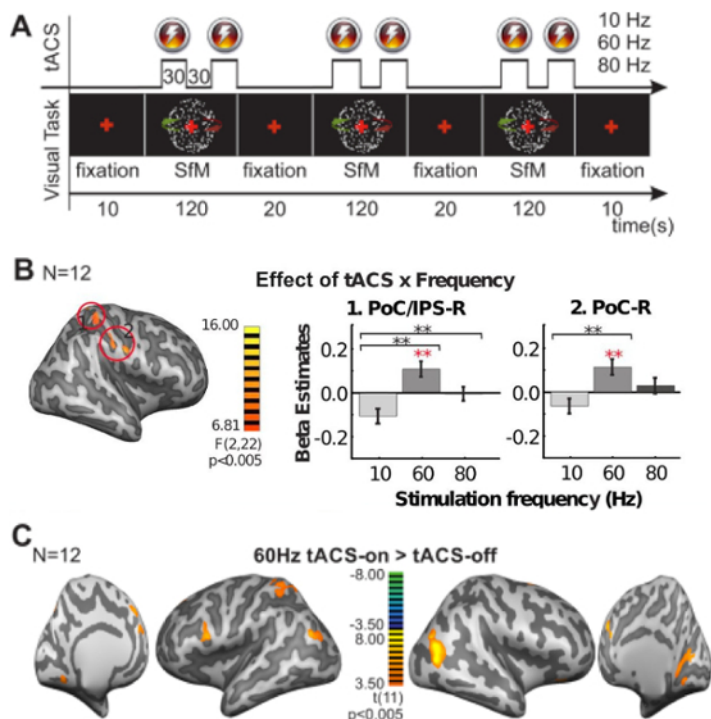 A
tACS
30 30
10 Hz
60 Hz
80 Hz
Visual Task
fixation SfM fixation SfM fixation SfM fixation
10 120 20 120 20 120 10
time(s)
B N=12
Effect of tACS x Frequency
2
16.00
6.81
F(2,22)
p<0.005
1. PoC/IPS-R
**
**
**
Beta Estimates
0.2
0.0
-0.2
10 60 80
2. PoC-R
**
**
0.2
0.0
-0.2
10 60 80
Stimulation frequency (Hz)
C N=12
60Hz tACS-on > tACS-off
-8.00
-3.50
8.00
3.50
t(11)
p<0.005